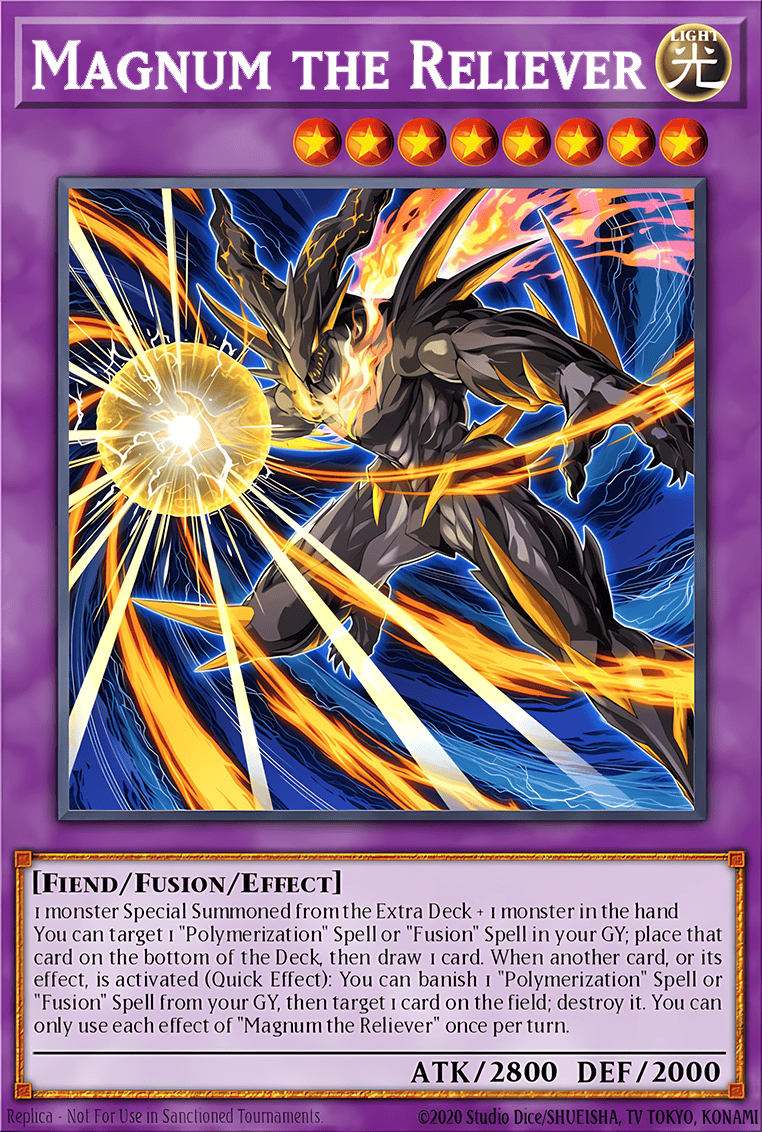 Magnum the Reliever
LIGHT
光
[Fiend/Fusion/Effect]
1 monster Special Summoned from the Extra Deck + 1 monster in the hand
You can target 1 "Polymerization" Spell or "Fusion" Spell in your GY; place that
card on the bottom of the Deck, then draw 1 card. When another card, or its
effect, is activated (Quick Effect): You can banish 1 "Polymerization" Spell or
"Fusion" Spell from your GY, then target 1 card on the field; destroy it. You can
only use each effect of "Magnum the Reliever" once per turn.
ATK/2800 DEF/2000
Replica - Not For Use in Sanctioned Tournaments.
©2020 Studio Dice/SHUEISHA, TV TOKYO, KONAMI